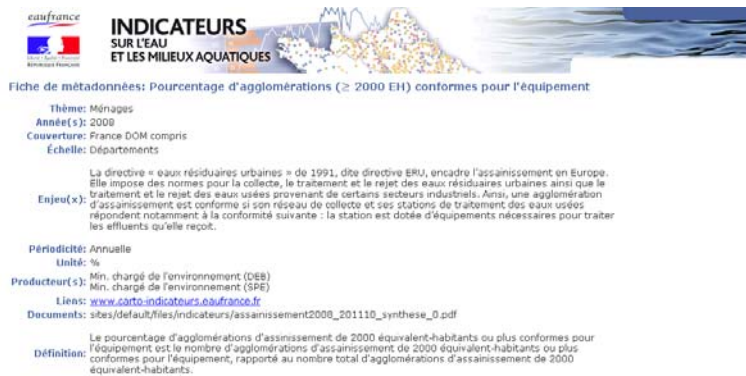 eaufrance
INDICATEURS
SUR L'EAU
ET LES MILIEUX AQUATIQUES
RÉPUBLIQUE FRANÇAISE
Fiche de métadonnées: Pourcentage d'agglomérations (≥ 2000 EH) conformes pour l'équipement
Thème: Ménages
Année(s): 2008
Couverture: France DOM compris
Échelle: Départements
La directive « eaux résiduaires urbaines » de 1991, dite directive ERU, encadre l'assainissement en Europe.
Elle impose des normes pour la collecte, le traitement et le rejet des eaux résiduaires urbaines ainsi que le
traitement et le rejet des eaux usées provenant de certains secteurs industriels. Ainsi, une agglomération
Enjeu(x): d'assainissement est conforme si son réseau de collecte et ses stations de traitement des eaux usées
répondent notamment à la conformité suivante : la station est dotée d'équipements nécessaires pour traiter
les effluents qu'elle reçoit.
Périodicité: Annuelle
Unité: %
Producteur(s): Min. chargé de l'environnement (DEB)
Min. chargé de l'environnement (SPE)
Liens: www.carto-indicateurs.eaufrance.fr
Documents: sites/default/files/indicateurs/assainissement2008_201110_synthese_0.pdf
Le pourcentage d'agglomérations d'assinissement de 2000 équivalent-habitants ou plus conformes pour
Définition: l'équipement est le nombre d'agglomérations d'assainissement de 2000 équivalent-habitants ou plus
conformes pour l'équipement, rapporté au nombre total d'agglomérations d'assainissement de 2000
équivalent-habitants.